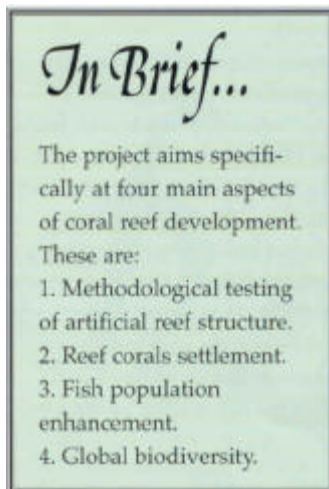 In Brief...
The project aims specifi-
cally at four main aspects
of coral reef development.
These are:
1. Methodological testing
of artificial reef structure.
2. Reef corals settlement.
3. Fish population
enhancement.
4. Global biodiversity.